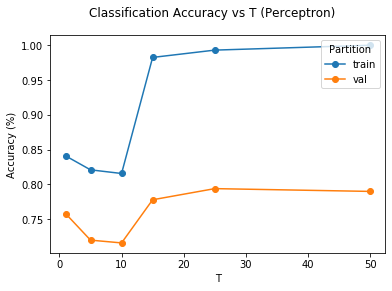 Classification Accuracy vs T (Perceptron)
1.00
0.95
0.90
0.85
0.80
0.75
Accuracy (%)
Partition
train
val
0
10
20
30
40
50
T